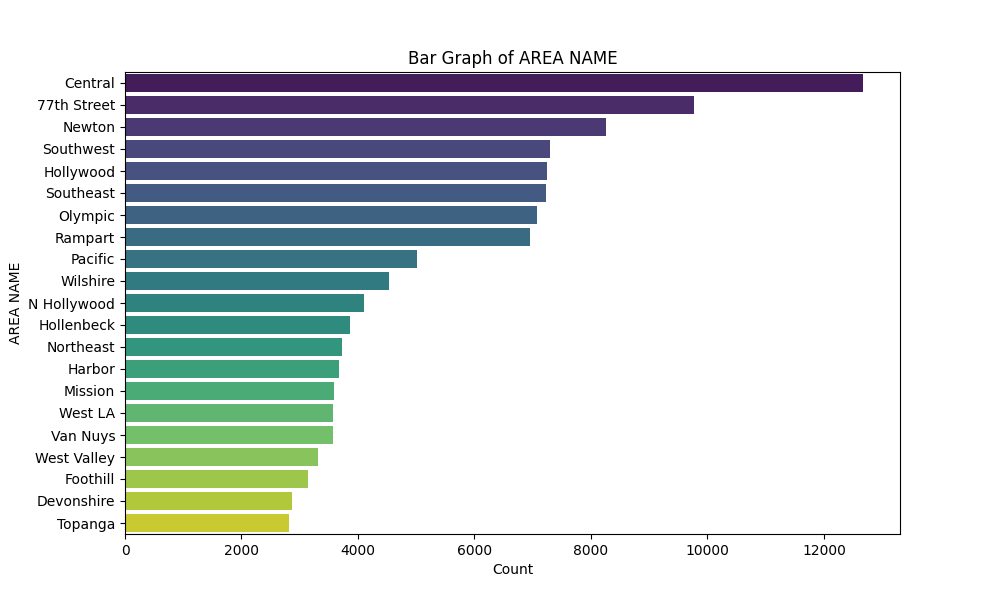 Bar Graph of AREA NAME
AREA NAME
Central
77th Street
Newton
Southwest
Hollywood
Southeast
Olympic
Rampart
Pacific
Wilshire
N Hollywood
Hollenbeck
Northeast
Harbor
Mission
West LA
Van Nuys
West Valley
Foothill
Devonshire
Topanga
0 2000 4000 6000 8000 10000 12000
Count